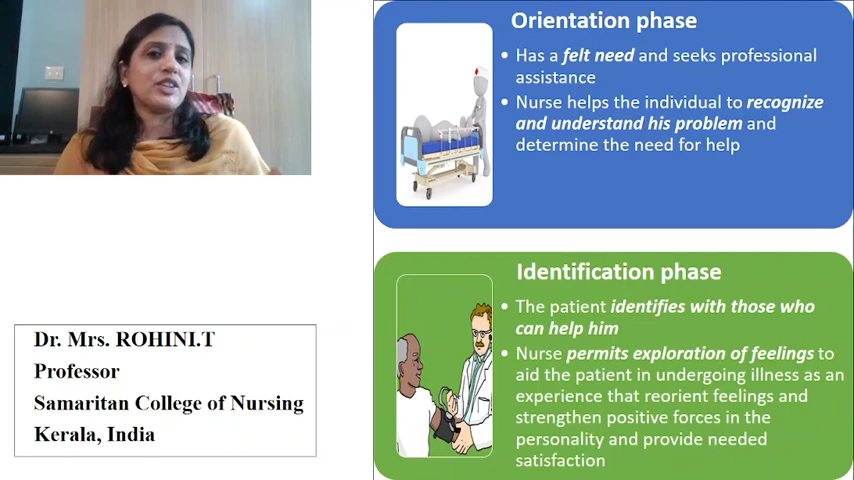 Orientation phase
• Has a felt need and seeks professional
assistance
• Nurse helps the individual to recognize
and understand his problem and
determine the need for help
Identification phase
• The patient identifies with those who
can help him
• Nurse permits exploration of feelings to
aid the patient in undergoing illness as an
experience that reorient feelings and
strengthen positive forces in the
personality and provide needed
satisfaction
Dr. Mrs. ROHINI.T
Professor
Samaritan College of Nursing
Kerala, India